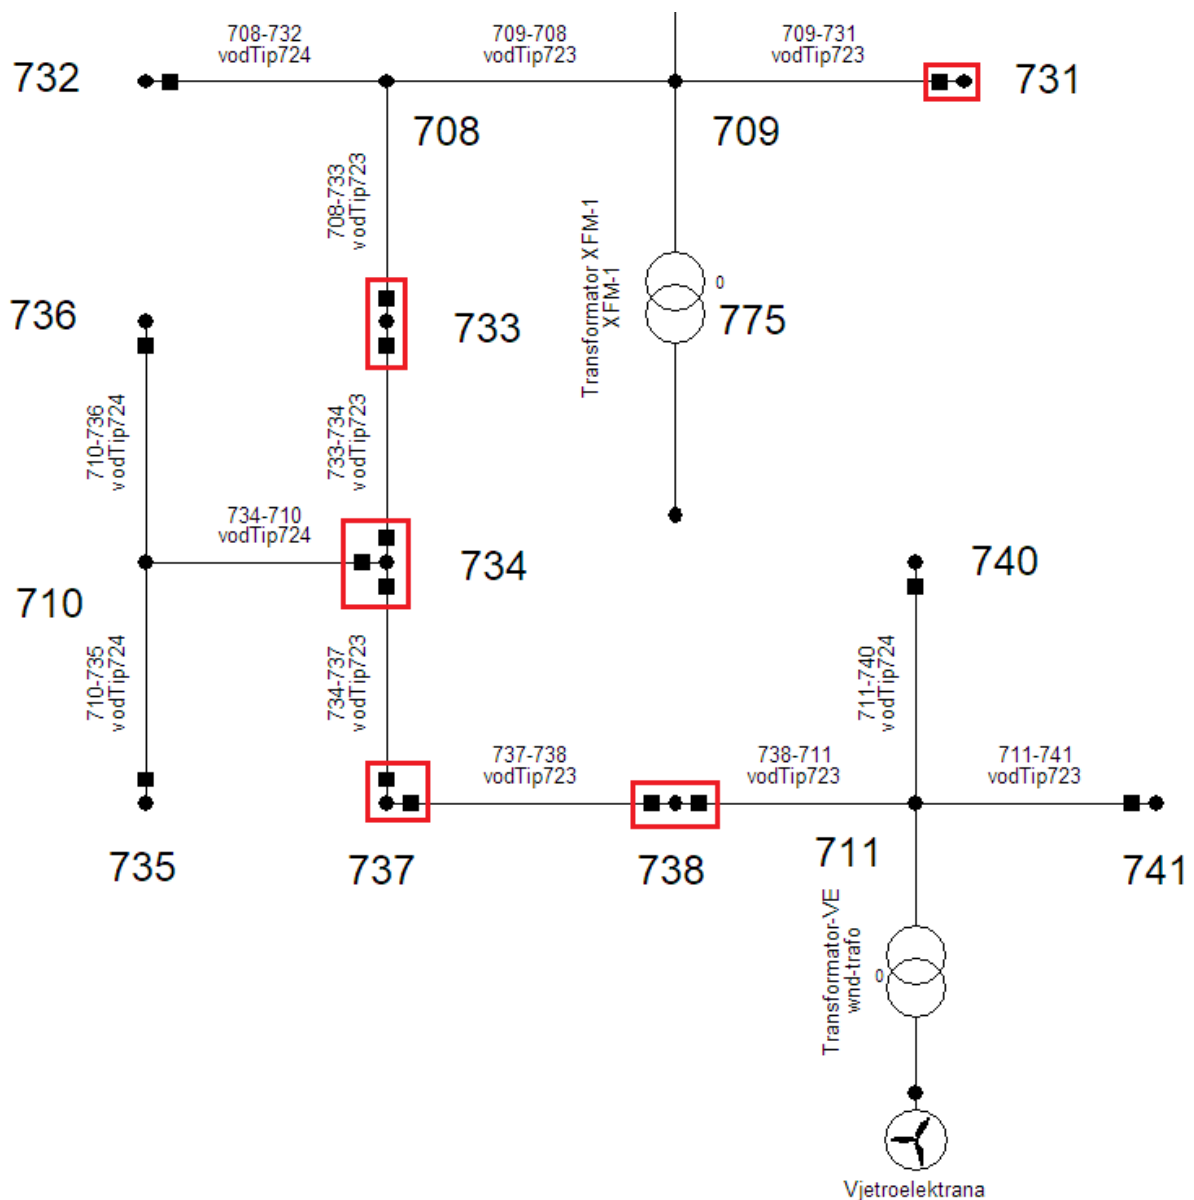 708-732
vodTip724
709-708
vodTip723
709-731
vodTip723
732
731
708
709
708-733
vodTip723
Transformator XFM-1
XFM-1
0
775
736
733
710-736
vodTip724
733-734
vodTip723
734-710
vodTip724
734
740
710
710-735
vodTip724
734-737
vodTip723
711-740
vodTip724
737-738
vodTip723
738-711
vodTip723
711-741
vodTip723
735
737
738
711
741
Transformator-VE
wnd-trafo
0
Vjetroelektrana